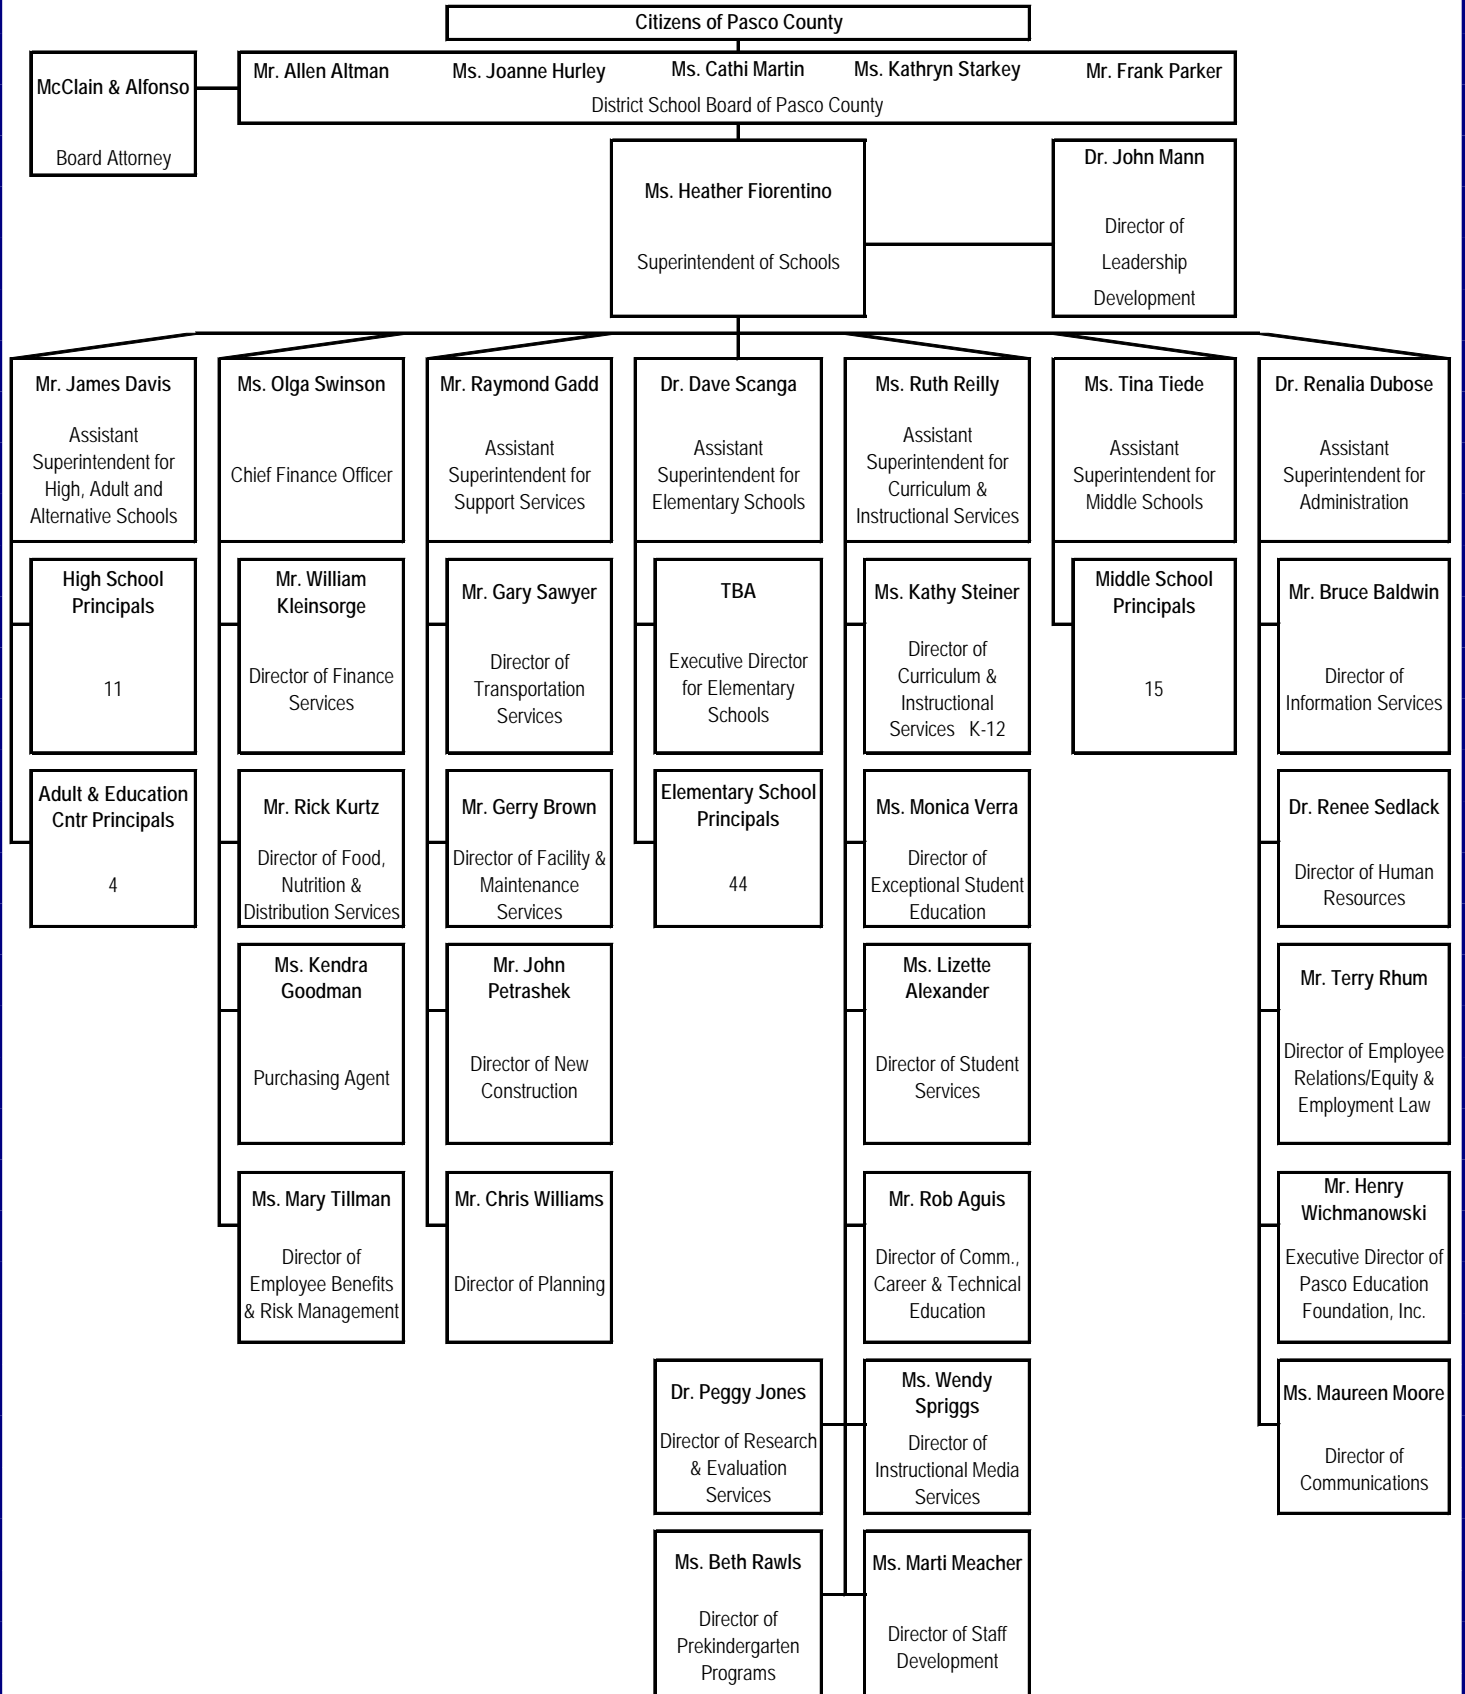 Citizens of Pasco County
McClain & Alfonso
Board Attorney
Mr. Allen Altman Ms. Joanne Hurley Ms. Cathi Martin Ms. Kathryn Starkey Mr. Frank Parker
District School Board of Pasco County
Ms. Heather Fiorentino
Superintendent of Schools
Dr. John Mann
Director of
Leadership
Development
Mr. James Davis
Assistant
Superintendent for
High, Adult and
Alternative Schools
Ms. Olga Swinson
Chief Finance Officer
Mr. Raymond Gadd
Assistant
Superintendent for
Support Services
Dr. Dave Scanga
Assistant
Superintendent for
Elementary Schools
Ms. Ruth Reilly
Assistant
Superintendent for
Curriculum &
Instructional Services
Ms. Tina Tiede
Assistant
Superintendent for
Middle Schools
Dr. Renalia Dubose
Assistant
Superintendent for
Administration
High School
Principals
11
Mr. William
Kleinsorge
Director of Finance
Services
Mr. Gary Sawyer
Director of
Transportation
Services
TBA
Executive Director
for Elementary
Schools
Ms. Kathy Steiner
Director of
Curriculum &
Instructional
Services K-12
Middle School
Principals
15
Mr. Bruce Baldwin
Director of
Information Services
Adult & Education
Cntr Principals
4
Mr. Rick Kurtz
Director of Food,
Nutrition &
Distribution Services
Mr. Gerry Brown
Director of Facility &
Maintenance
Services
Elementary School
Principals
44
Ms. Monica Verra
Director of
Exceptional Student
Education
Dr. Renee Sedlack
Director of Human
Resources
Ms. Kendra
Goodman
Purchasing Agent
Mr. John
Petrashek
Director of New
Construction
Ms. Lizette
Alexander
Director of Student
Services
Mr. Terry Rhum
Director of Employee
Relations/Equity &
Employment Law
Ms. Mary Tillman
Director of
Employee Benefits
& Risk Management
Mr. Chris Williams
Director of Planning
Mr. Rob Aguis
Director of Comm.,
Career & Technical
Education
Mr. Henry
Wichmanowski
Executive Director of
Pasco Education
Foundation, Inc.
Dr. Peggy Jones
Director of Research
& Evaluation
Services
Ms. Wendy
Spriggs
Director of
Instructional Media
Services
Ms. Maureen Moore
Director of
Communications
Ms. Beth Rawls
Director of
Prekindergarten
Programs
Ms. Marti Meacher
Director of Staff
Development